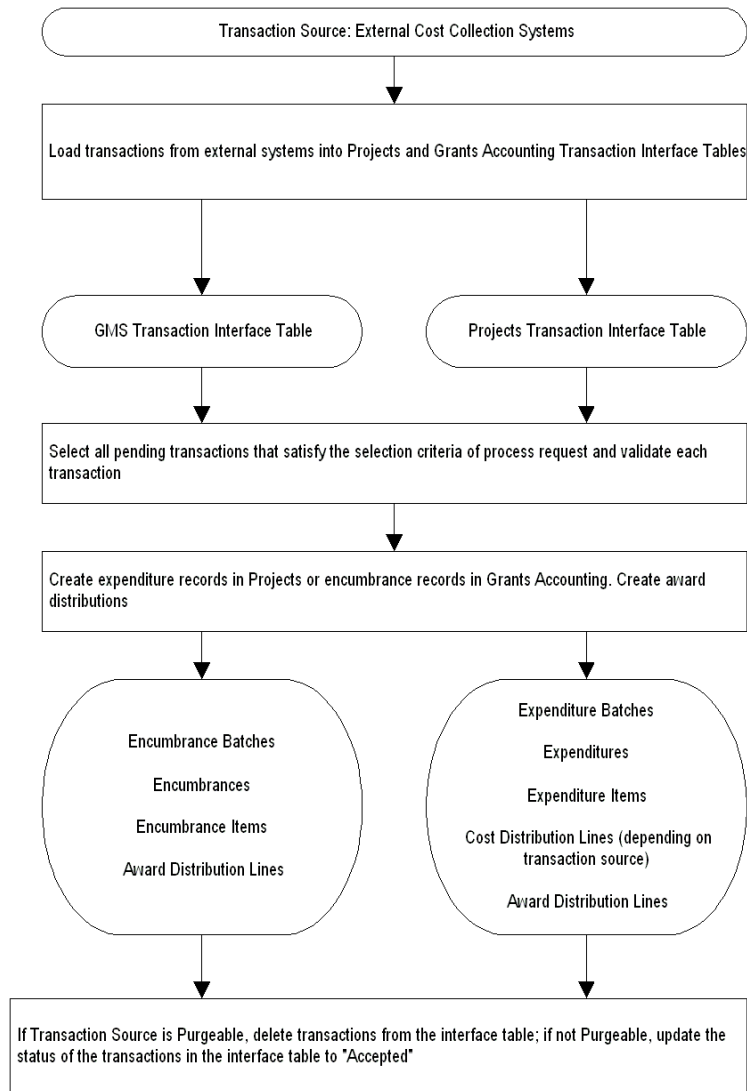 Transaction Source: External Cost Collection Systems
Load transactions from external systems into Projects and Grants Accounting Transaction Interface Tables
GMS Transaction Interface Table
Projects Transaction Interface Table
Select all pending transactions that satisfy the selection criteria of process request and validate each
transaction
Create expenditure records in Projects or encumbrance records in Grants Accounting. Create award
distributions
Encumbrance Batches
Encumbrances
Encumbrance Items
Award Distribution Lines
Expenditure Batches
Expenditures
Expenditure Items
Cost Distribution Lines (depending on
transaction source)
Award Distribution Lines
If Transaction Source is Purgeable, delete transactions from the interface table; if not Purgeable, update the
status of the transactions in the interface table to "Accepted"